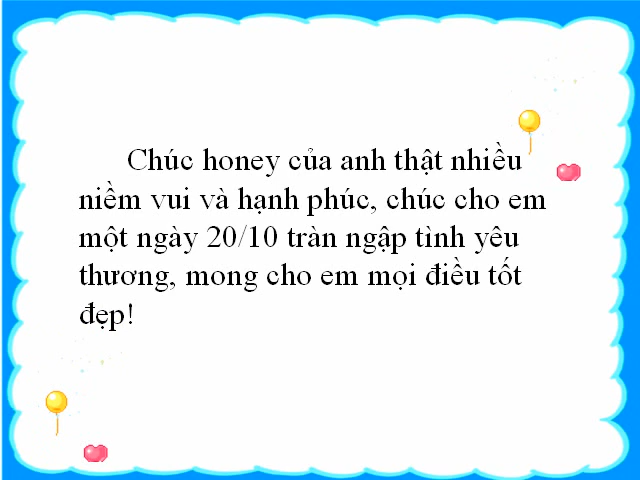 Chúc honey của anh thật nhiều
niềm vui và hạnh phúc, chúc cho em
một ngày 20/10 tràn ngập tình yêu
thương, mong cho em mọi điều tốt
đẹp!